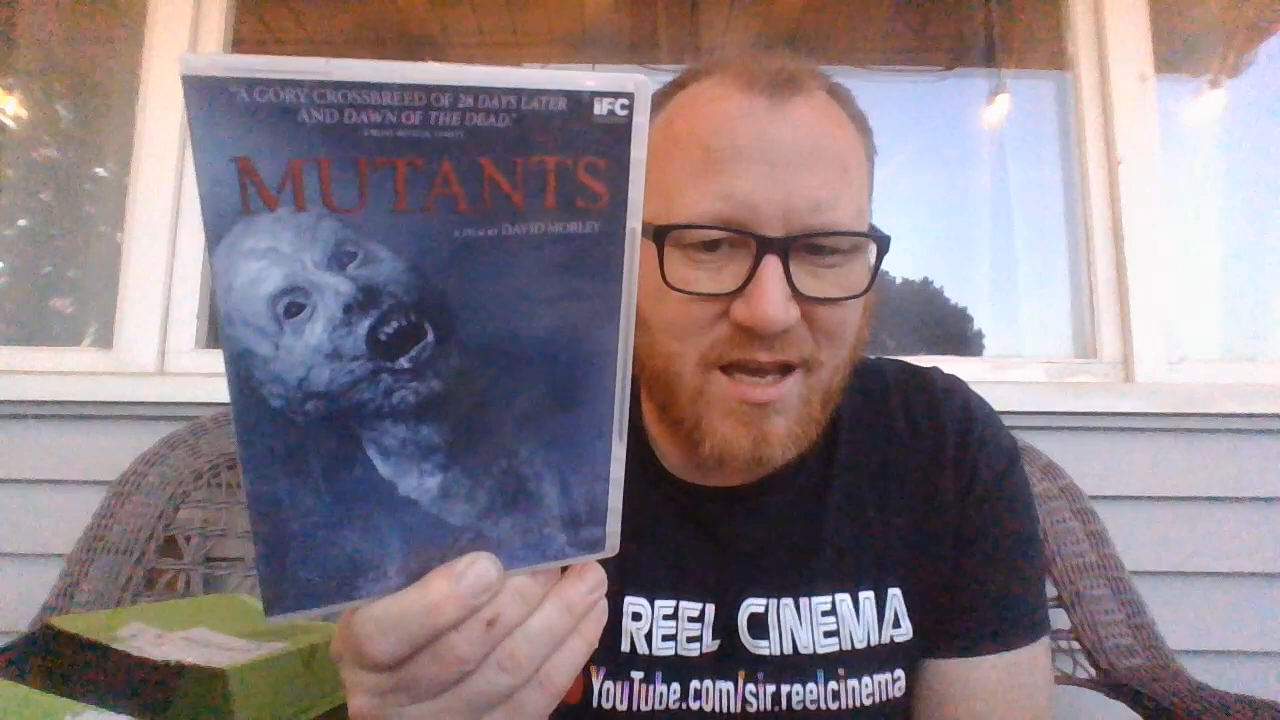 "A GORY CROSSBREED OF 28 DAYS LATER
AND DAWN OF THE DEAD."
IFC
MUTANTS
A FILM BY DAVID MORLEY
REEL CINEMA
YouTube.com/sir.reelcinema